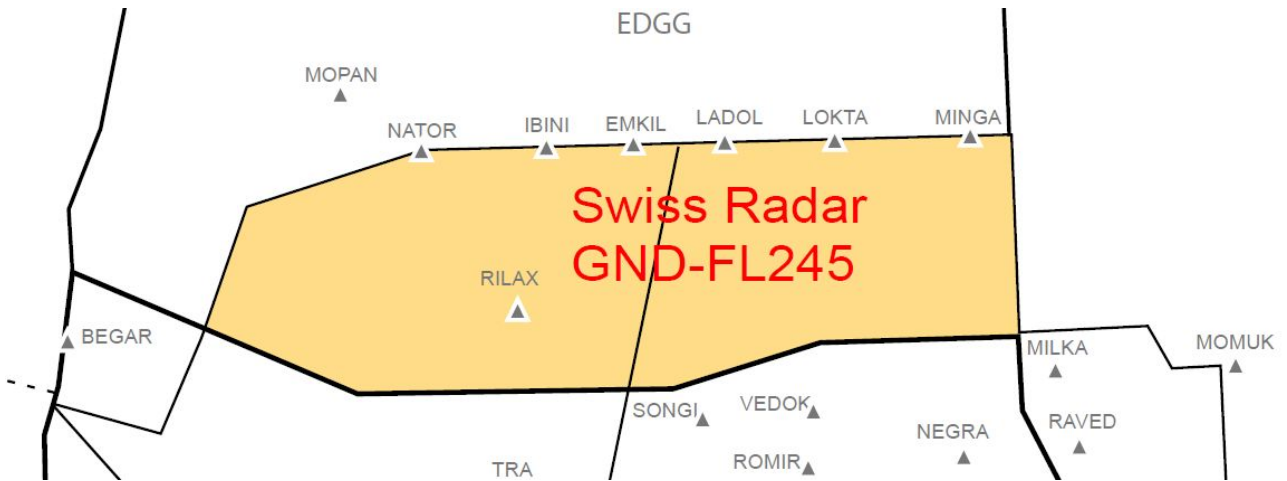 EDGG
MOPAN
NATOR
IBINI
EMKIL
LADOL
LOKTA
MINGA
Swiss Radar
GND-FL245
RILAX
BEGAR
MILKA
MOMUK
SONGI
VEDOK
NEGRA
RAVED
TRA
ROMIR